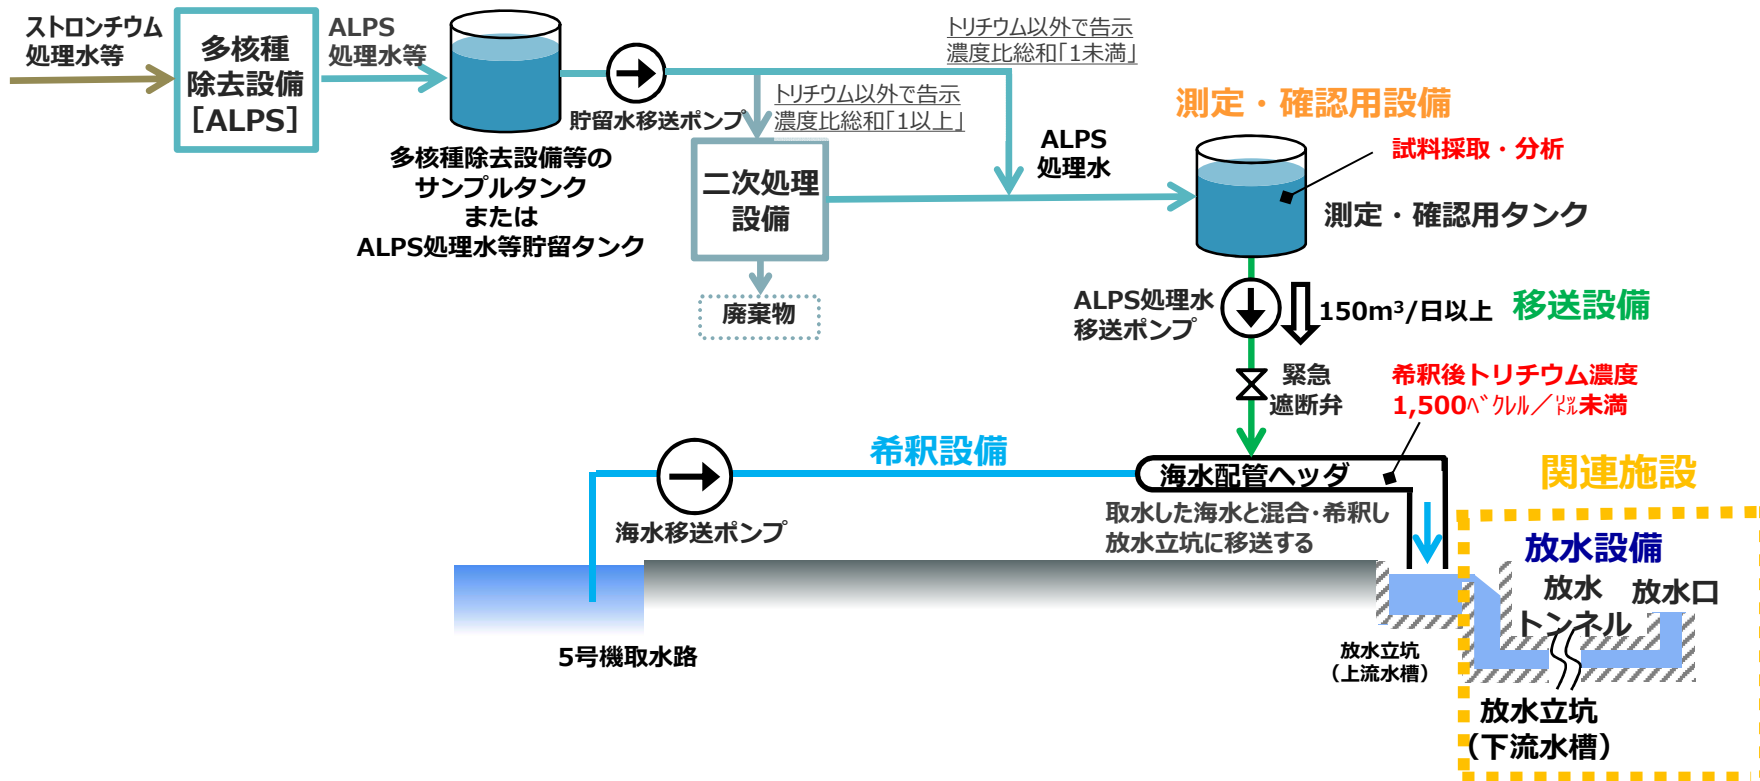 ストロンチウム
処理水等
多核種
除去設備
[ALPS]
ALPS
処理水等
多核種除去設備等の
サンプルタンク
または
ALPS処理水等貯留タンク
貯留水移送ポンプ
トリチウム以外で告示
濃度比総和「1未満」
トリチウム以外で告示
濃度比総和「1以上」
二次処理
設備
廃棄物
ALPS
処理水
測定・確認用設備
試料採取・分析
測定・確認用タンク
ALPS処理水
移送ポンプ
150m³/日以上
移送設備
緊急
遮断弁
希釈後トリチウム濃度
1,500ﾍﾞｸﾚﾙ／㍑未満
希釈設備
海水配管ヘッダ
海水移送ポンプ
取水した海水と混合・希釈し
放水立坑に移送する
5号機取水路
放水立坑
（上流水槽）
関連施設
放水設備
放水
トンネル
放水口
放水立坑
（下流水槽）